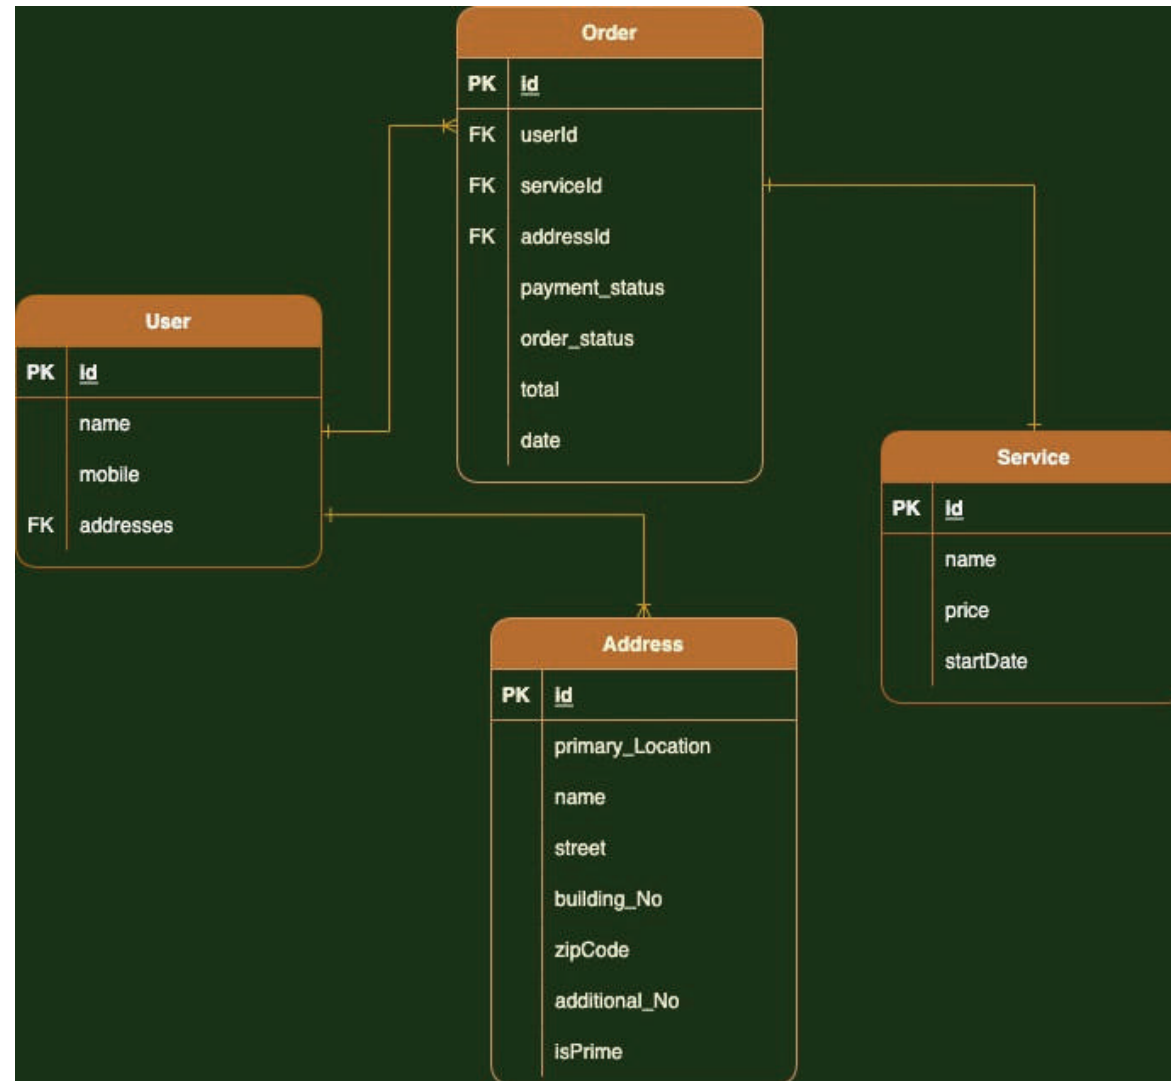 Order
PK id
FK userId
FK serviceId
FK addressId
payment_status
order_status
total
date
User
PK id
name
mobile
FK addresses
Service
PK id
name
price
startDate
Address
PK id
primary_Location
name
street
building_No
zipCode
additional_No
isPrime